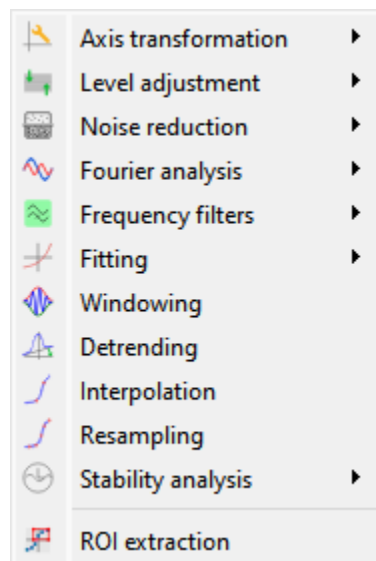 Axis transformation
Level adjustment
Noise reduction
Fourier analysis
Frequency filters
Fitting
Windowing
Detrending
Interpolation
Resampling
Stability analysis
ROI extraction